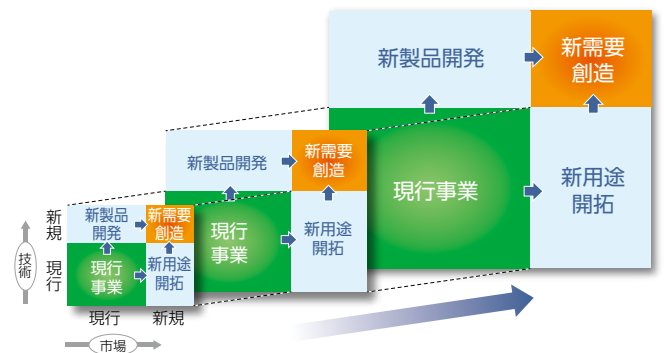 新製品開発
新需要
創造
現行事業
新用途
開拓
新製品開発
新需要
創造
現行
事業
新用途
開拓
新製品
開発
新需要
創造
現行
事業
新用途
開拓
新規
現行
技術
現行
新規
市場